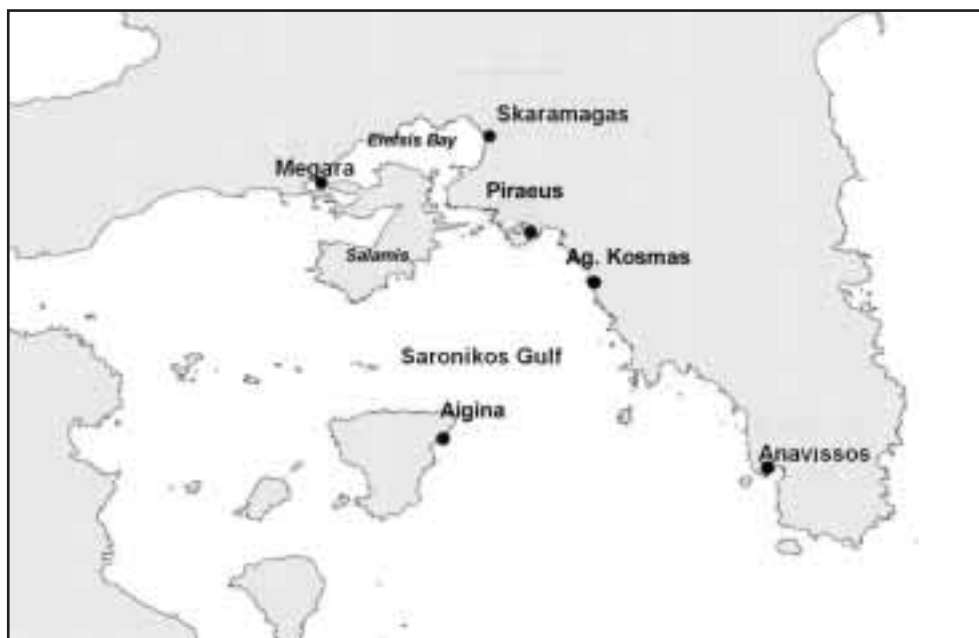 Skaramagas
Elefsis Bay
Megara
Piraeus
Salamis
Ag. Kosmas
Saronikos Gulf
Aigina
Anavissos